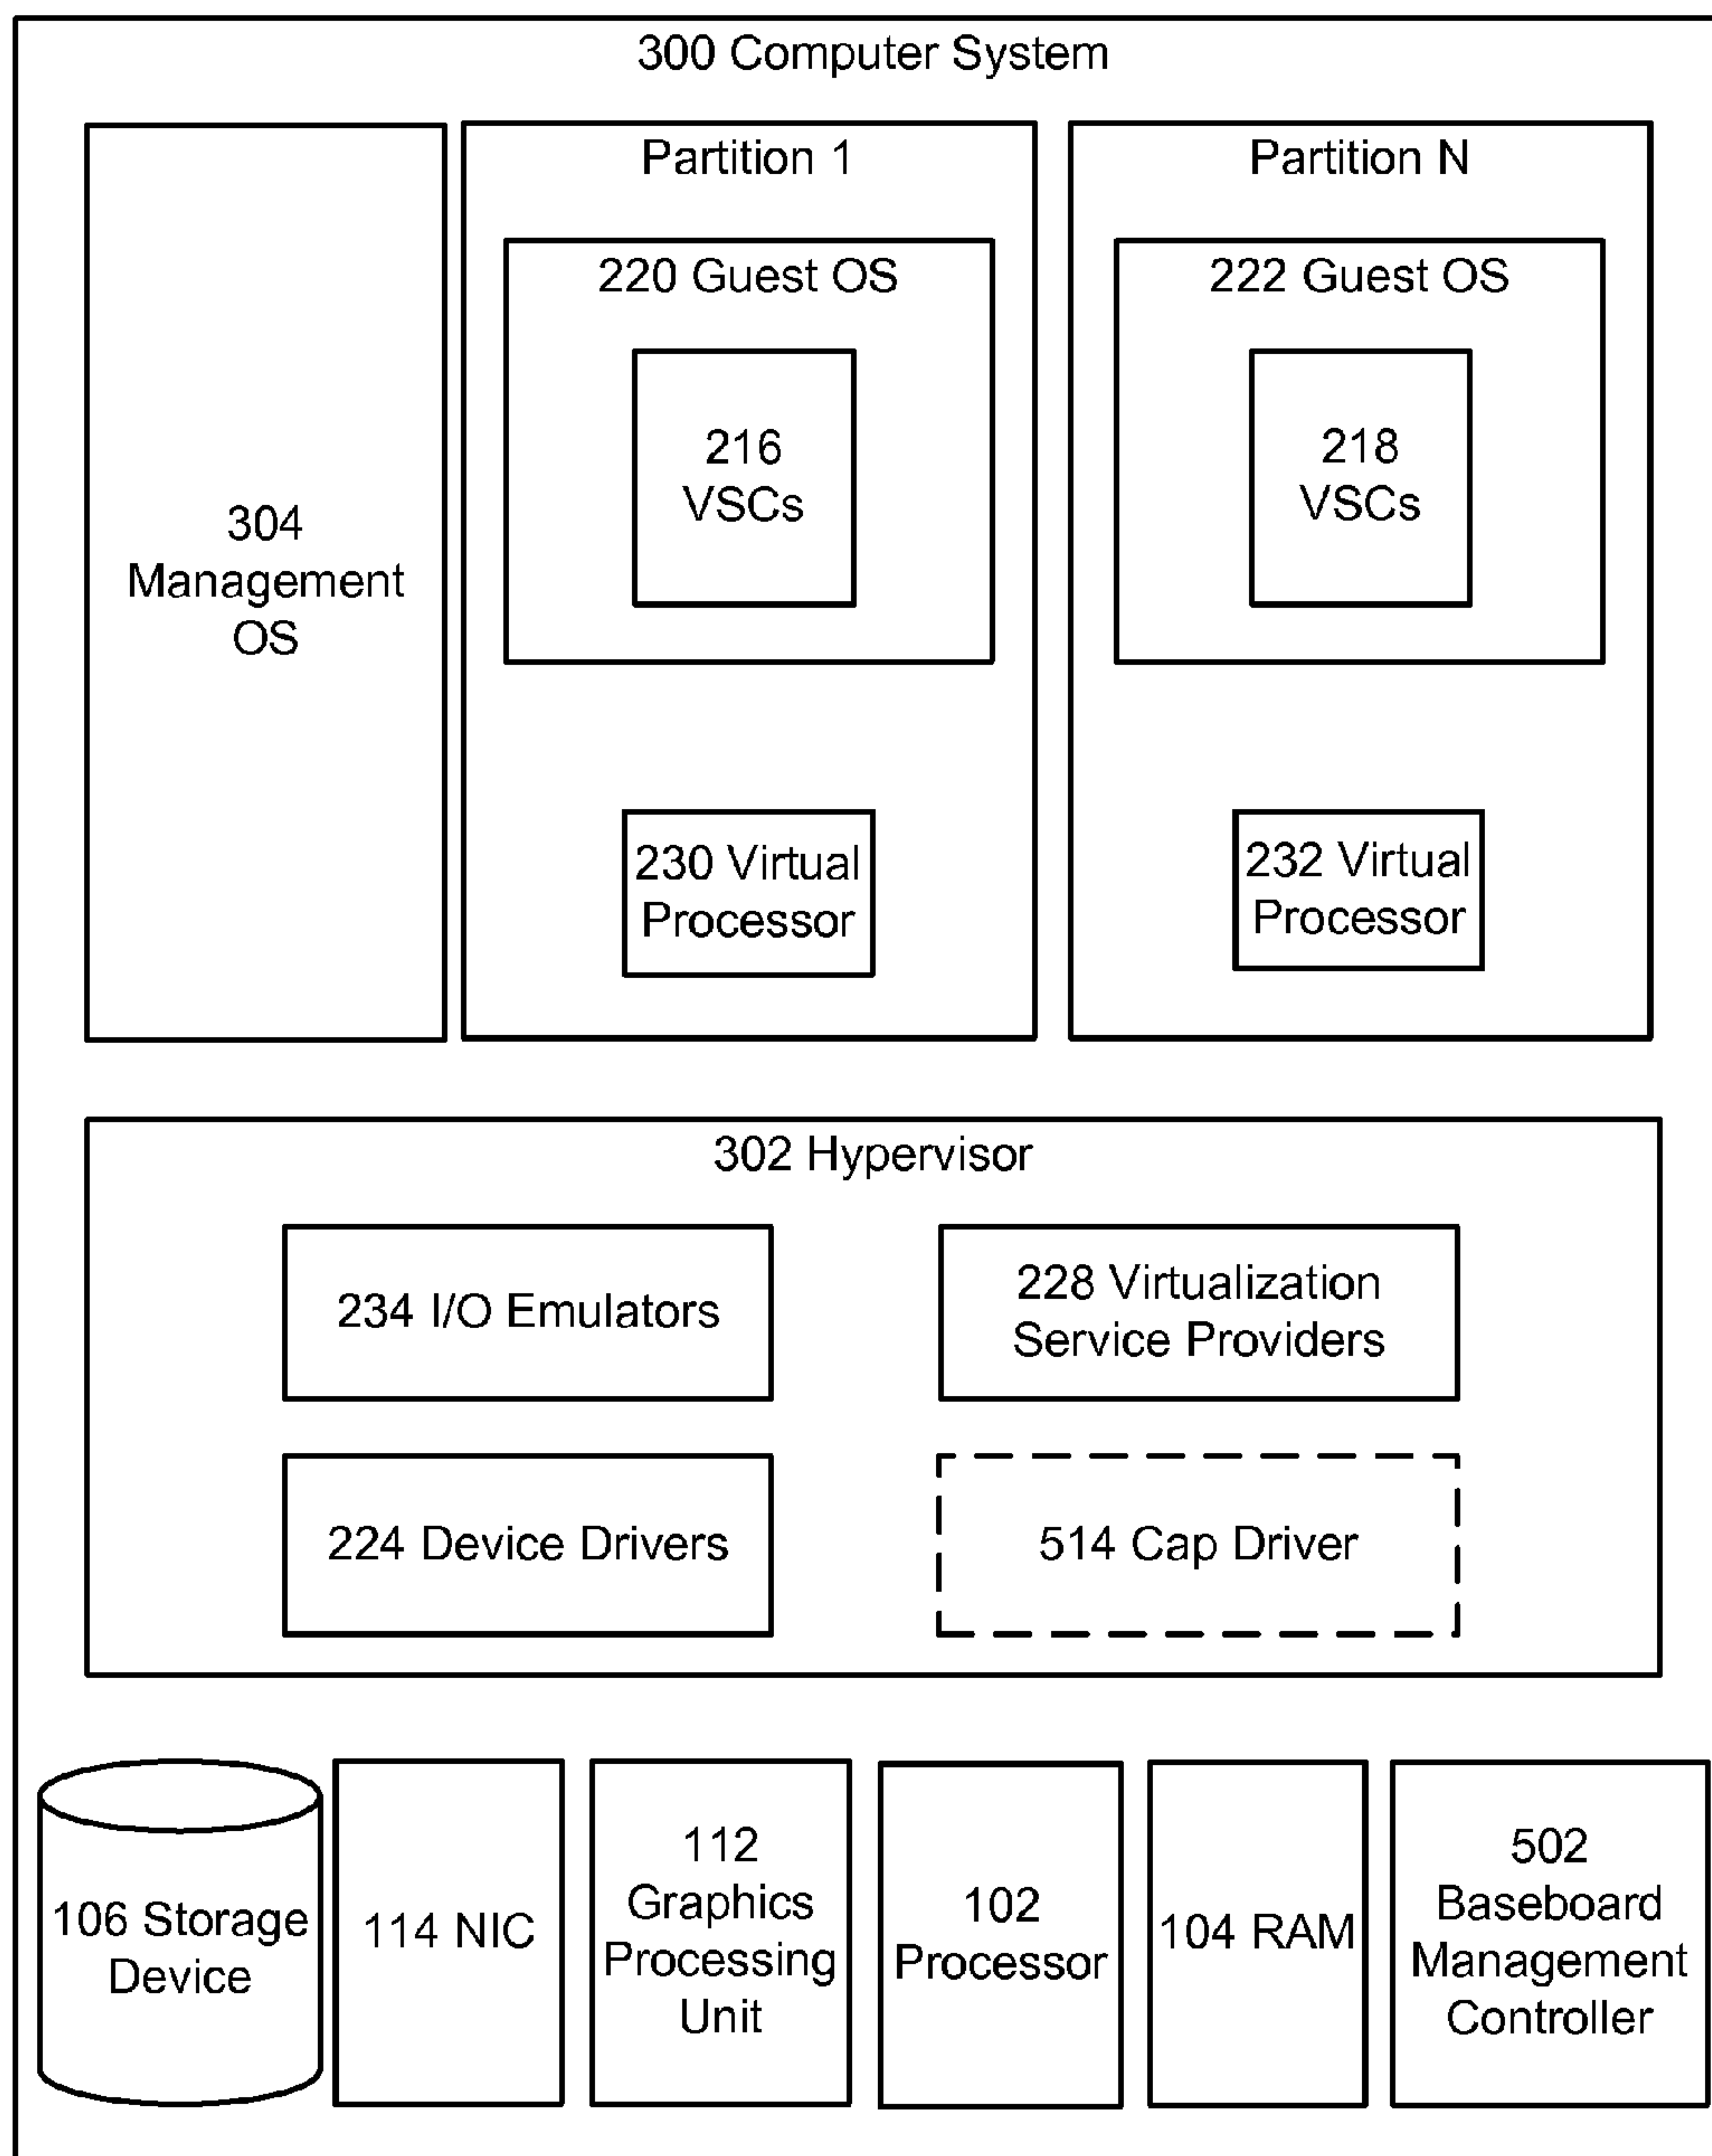 300 Computer System
304
Management
OS
Partition 1
220 Guest OS
216
VSCs
230 Virtual
Processor
Partition N
222 Guest OS
218
VSCs
232 Virtual
Processor
302 Hypervisor
234 I/O Emulators
228 Virtualization
Service Providers
224 Device Drivers
514 Cap Driver
106 Storage
Device
114 NIC
112
Graphics
Processing
Unit
102
Processor
104 RAM
502
Baseboard
Management
Controller